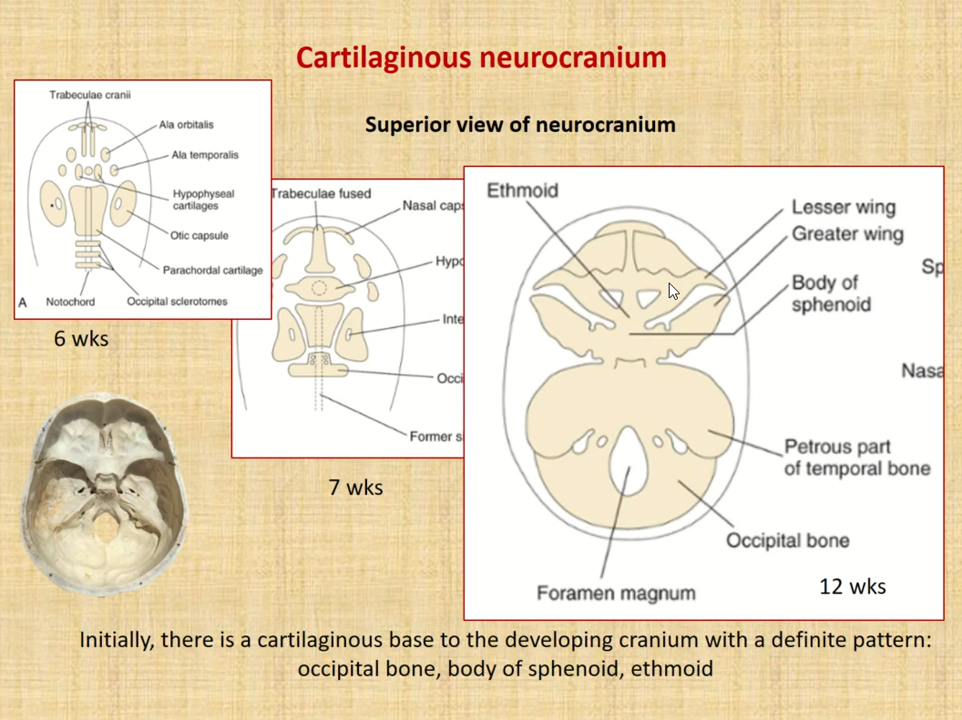 Cartilaginous neurocranium
Superior view of neurocranium
Trabeculae cranii
Ala orbitalis
Ala temporalis
Hypophyseal
cartilages
Otic capsule
Parachordal cartilage
A
Notochord
Occipital sclerotomes
6 wks
Trabeculae fused
Nasal caps
Hypo
Inte
Occi
Former s
7 wks
Ethmoid
Lesser wing
Greater wing
Body of
sphenoid
Sp
Nasa
Petrous part
of temporal bone
Occipital bone
Foramen magnum
12 wks
Initially, there is a cartilaginous base to the developing cranium with a definite pattern:
occipital bone, body of sphenoid, ethmoid